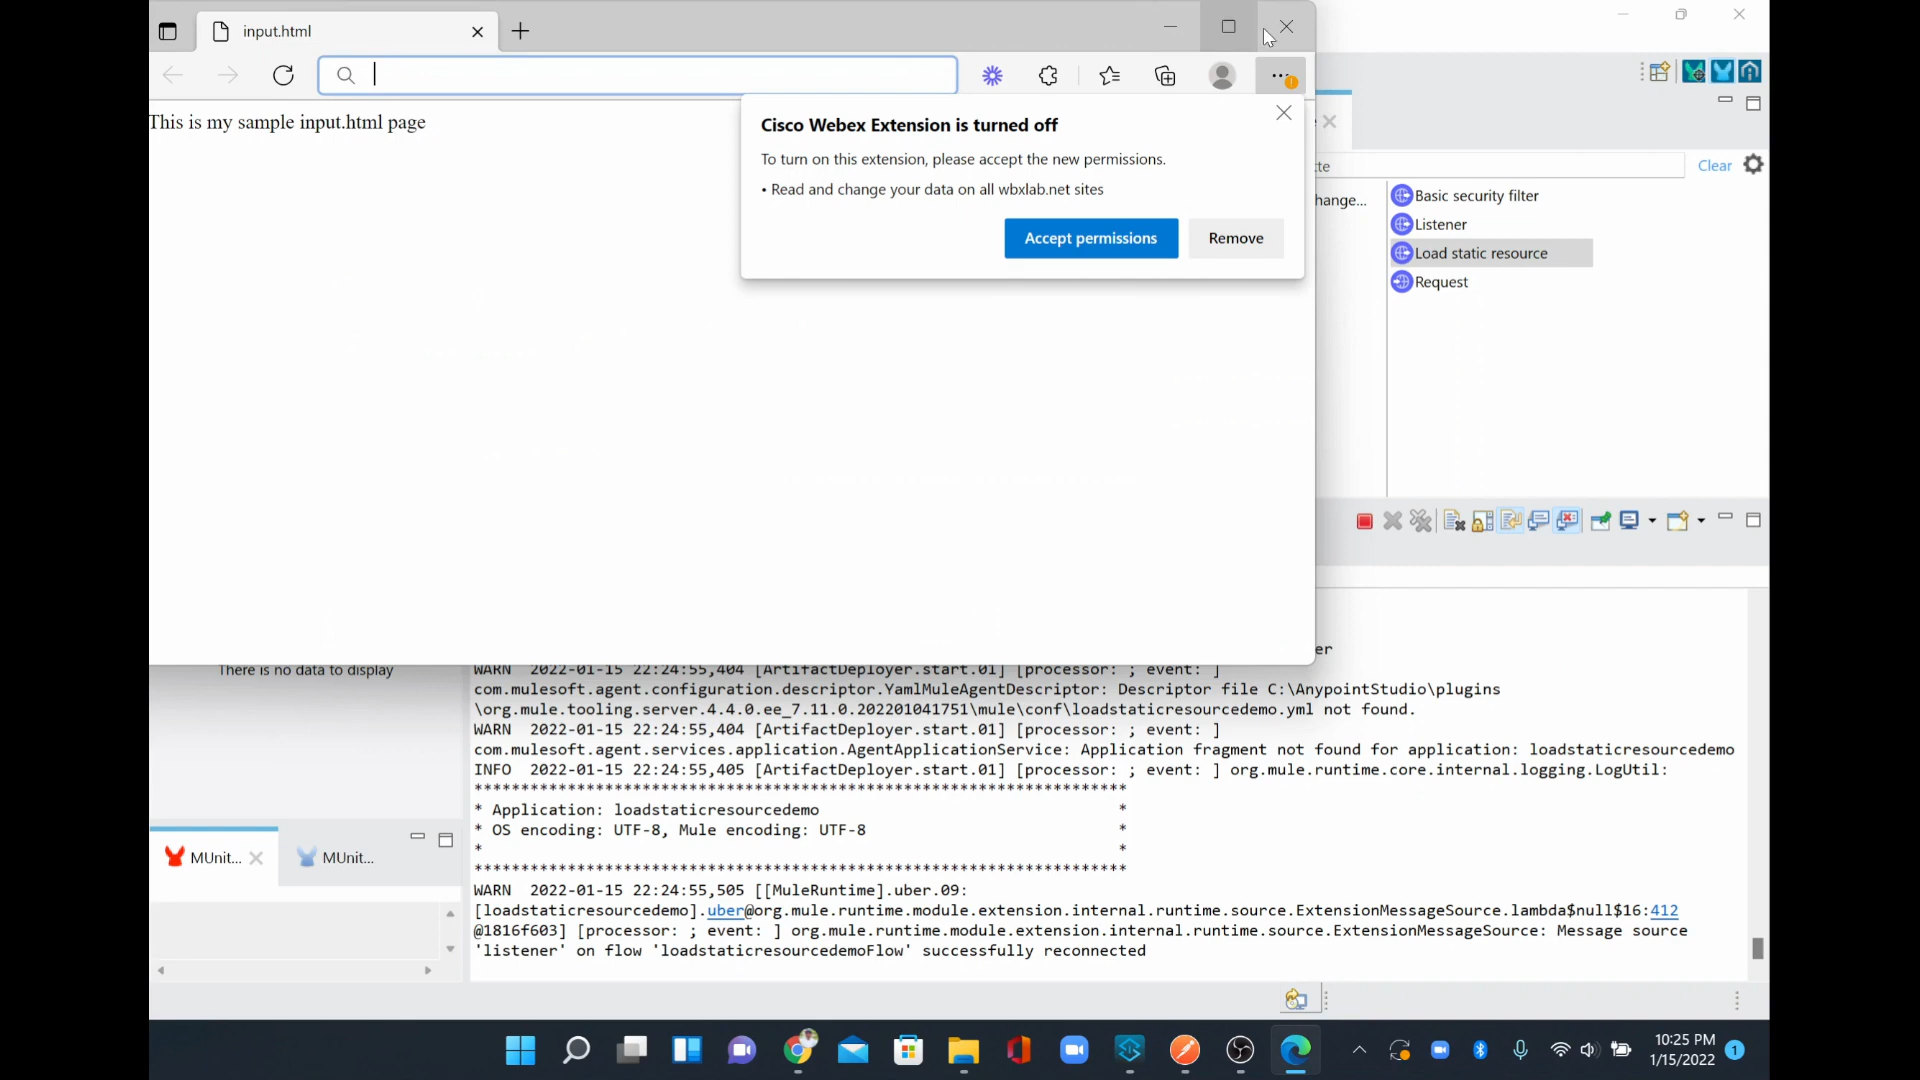 input.html
This is my sample input.html page
Cisco Webex Extension is turned off
To turn on this extension, please accept the new permissions.
• Read and change your data on all wbxlab.net sites
Accept permissions
Remove
Clear
Basic security filter
Listener
Load static resource
Request
There is no data to display
WARN 2022-01-15 22:24:55,404 [ArtifactDeployer.start.01] [processor: ; event: ]
com.mulesoft.agent.configuration.descriptor.YamlMuleAgentDescriptor: Descriptor file C:\AnypointStudio\plugins
\org.mule.tooling.server.4.4.0.ee_7.11.0.202201041751\mule\conf\loadstaticresourcedemo.yml not found.
WARN 2022-01-15 22:24:55,404 [ArtifactDeployer.start.01] [processor: ; event: ]
com.mulesoft.agent.services.application.AgentApplicationService: Application fragment not found for application: loadstaticresourcedemo
INFO 2022-01-15 22:24:55,405 [ArtifactDeployer.start.01] [processor: ; event: ] org.mule.runtime.core.internal.logging.LogUtil:
**********************************************************************
* Application: loadstaticresourcedemo *
* OS encoding: UTF-8, Mule encoding: UTF-8 *
* *
**********************************************************************
WARN 2022-01-15 22:24:55,505 [[MuleRuntime].uber.09:
[loadstaticresourcedemo].uber@org.mule.runtime.module.extension.internal.runtime.source.ExtensionMessageSource.lambda$null$16:412
@1816f603] [processor: ; event: ] org.mule.runtime.module.extension.internal.runtime.source.ExtensionMessageSource: Message source
'listener' on flow 'loadstaticresourcedemoFlow' successfully reconnected
MUnit...
MUnit...
10:25 PM
1/15/2022
1